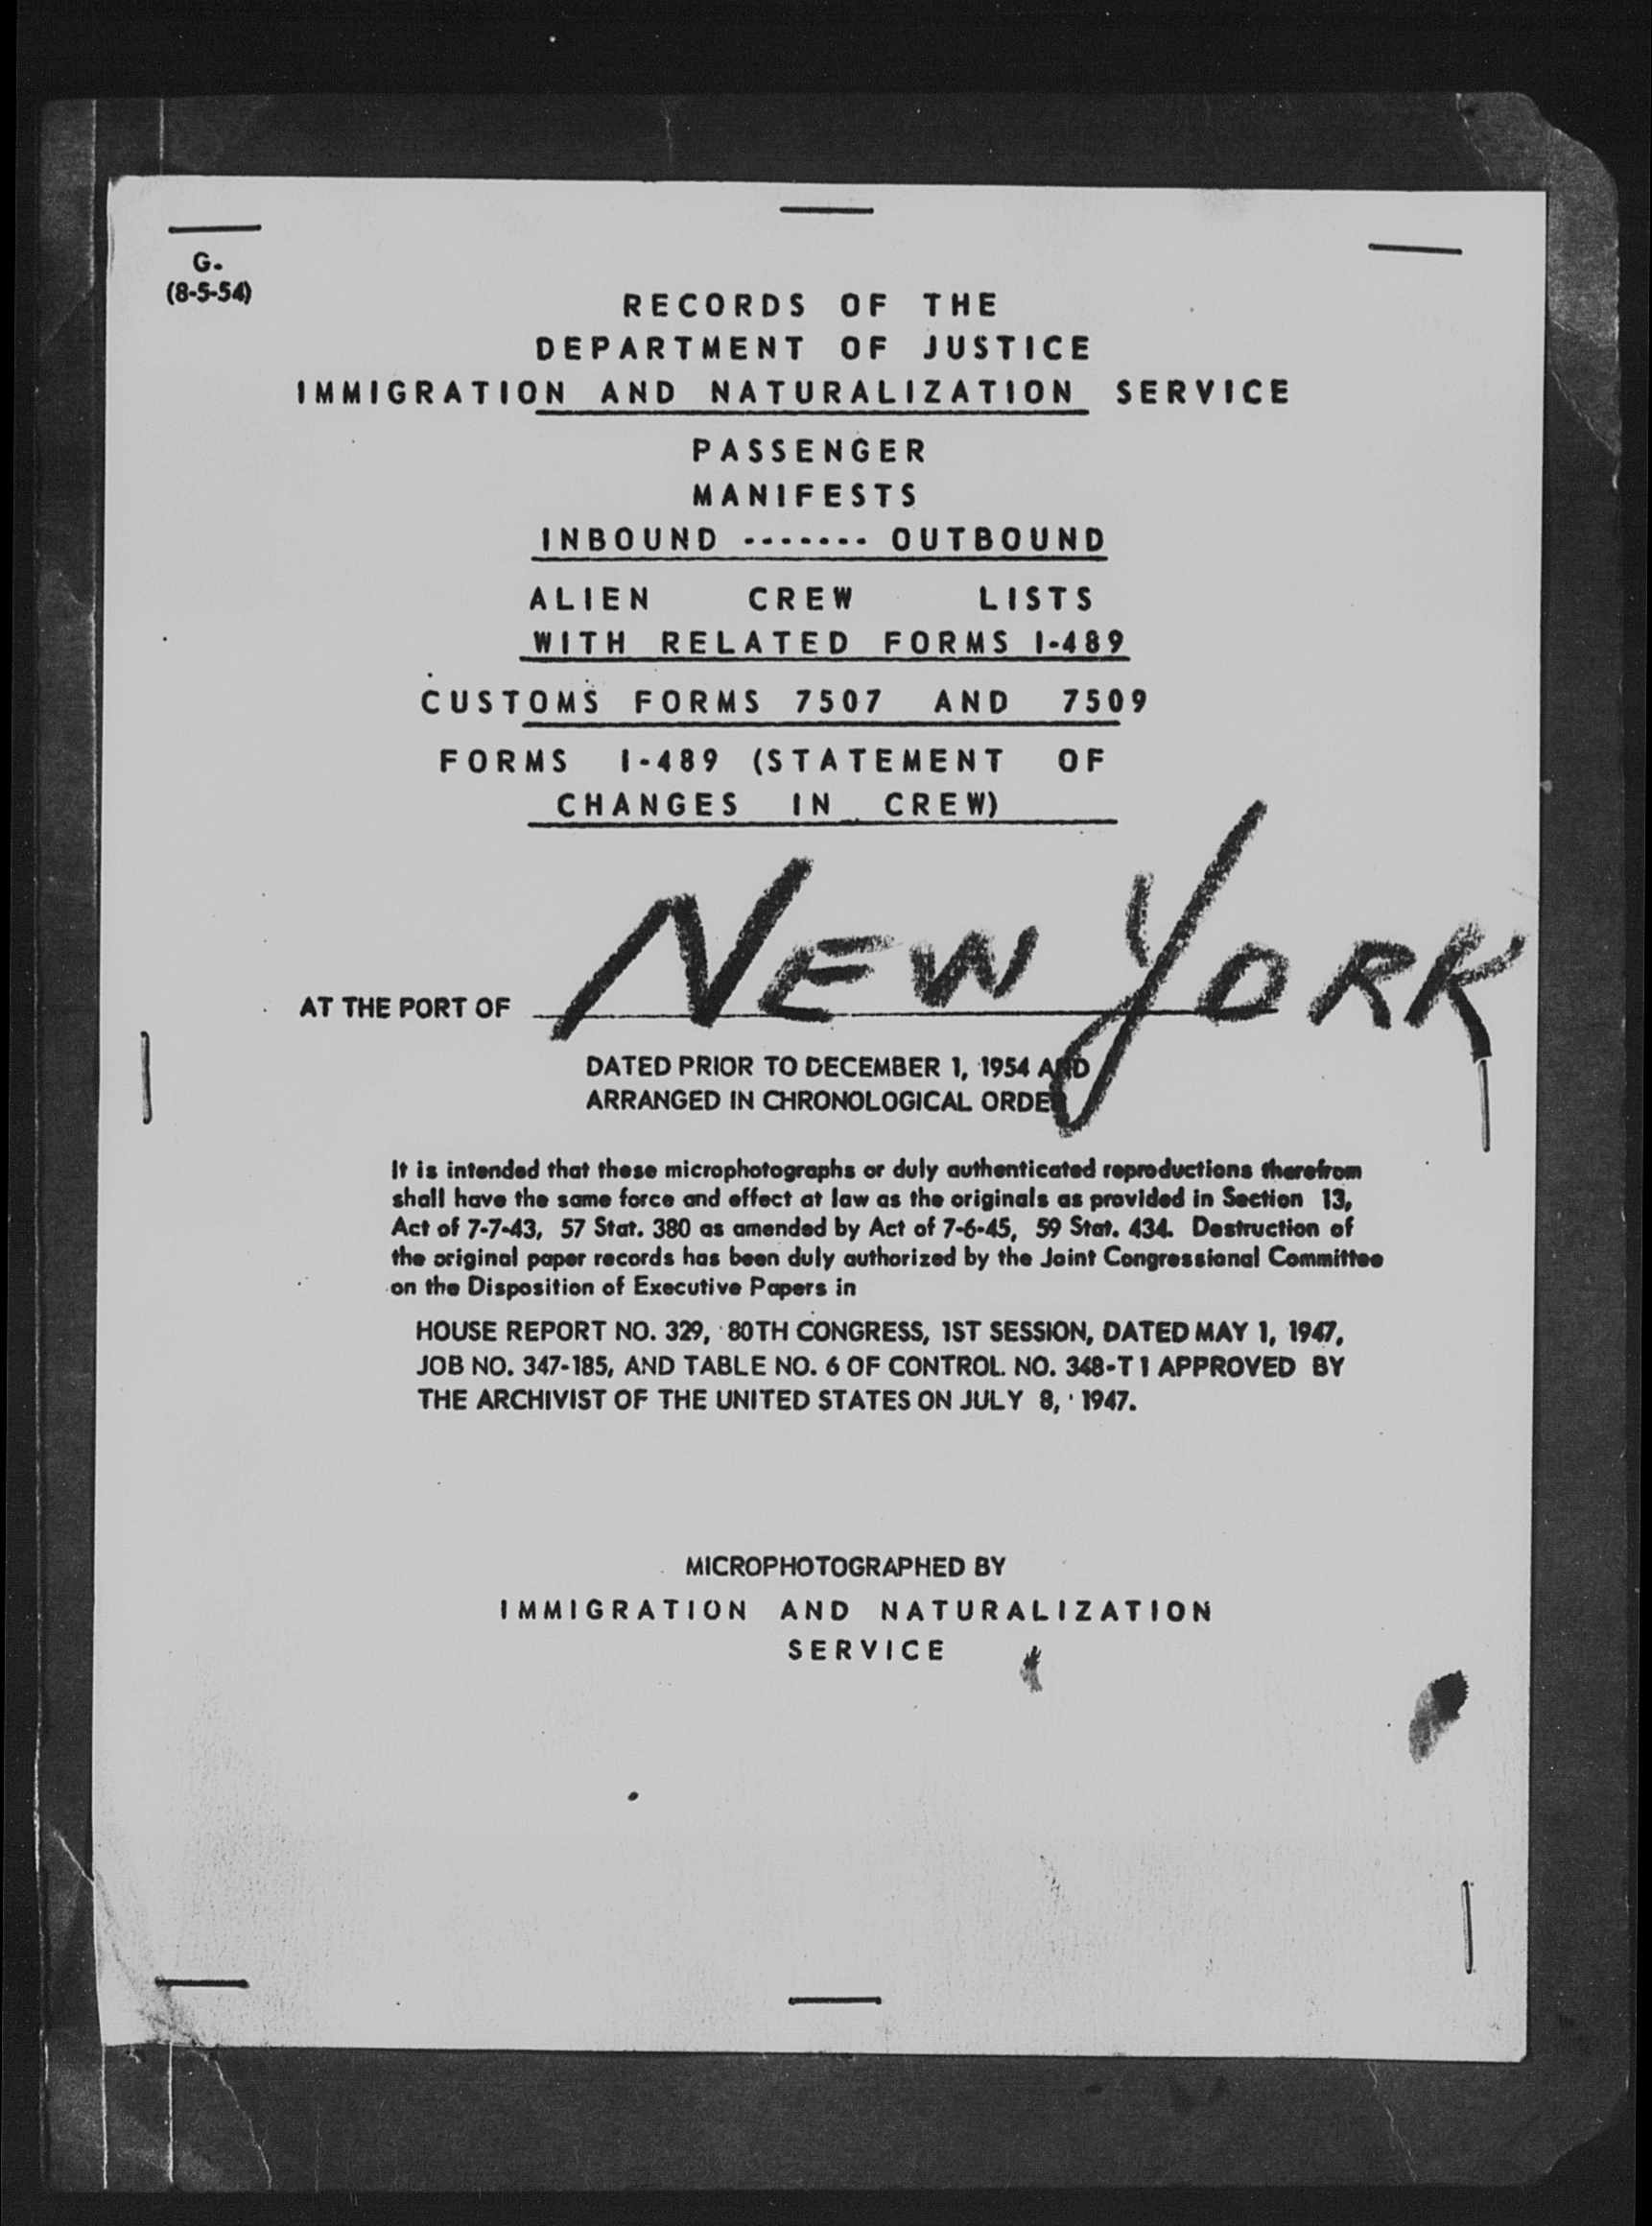 G.
(8-5-54)
RECORDS OF THE
DEPARTMENT OF JUSTICE
IMMIGRATION AND NATURALIZATION SERVICE
PASSENGER
MANIFESTS
INBOUND ------- OUTBOUND
ALIEN CREW LISTS
WITH RELATED FORMS I-489
CUSTOMS FORMS 7507 AND 7509
FORMS I-489 (STATEMENT OF
CHANGES IN CREW)
AT THE PORT OF NEW YORK
DATED PRIOR TO DECEMBER 1, 1954 AND
ARRANGED IN CHRONOLOGICAL ORDER
It is intended that these microphotographs or duly authenticated reproductions therefrom
shall have the same force and effect at law as the originals as provided in Section 13,
Act of 7-7-43, 57 Stat. 380 as amended by Act of 7-6-45, 59 Stat. 434. Destruction of
the original paper records has been duly authorized by the Joint Congressional Committee
on the Disposition of Executive Papers in
HOUSE REPORT NO. 329, 80TH CONGRESS, 1ST SESSION, DATED MAY 1, 1947,
JOB NO. 347-185, AND TABLE NO. 6 OF CONTROL NO. 348-T1 APPROVED BY
THE ARCHIVIST OF THE UNITED STATES ON JULY 8, 1947.
MICROPHOTOGRAPHED BY
IMMIGRATION AND NATURALIZATION
SERVICE